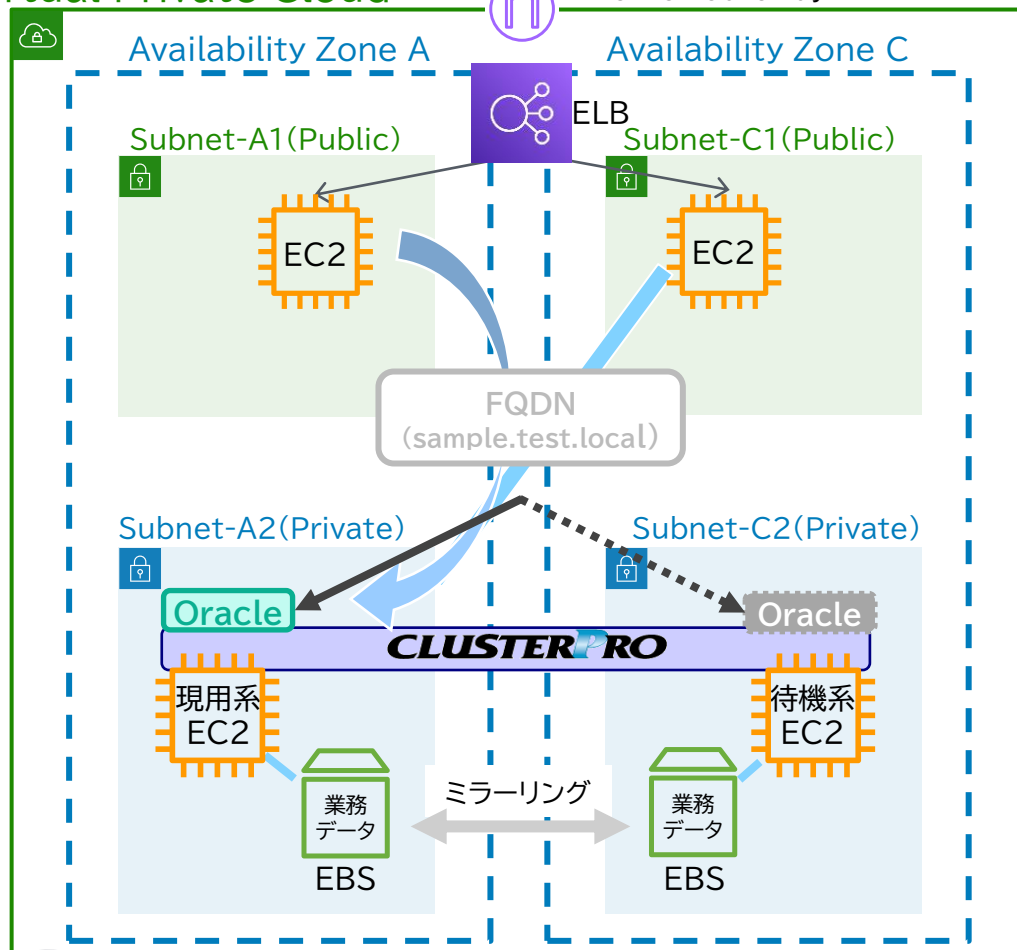 Availability Zone A
Availability Zone C
ELB
Subnet-A1(Public)
Subnet-C1(Public)
EC2
EC2
FQDN
(sample.test.local)
Subnet-A2(Private)
Subnet-C2(Private)
Oracle
Oracle
CLUSTERPRO
現用系
EC2
待機系
EC2
ミラーリング
業務
データ
業務
データ
EBS
EBS